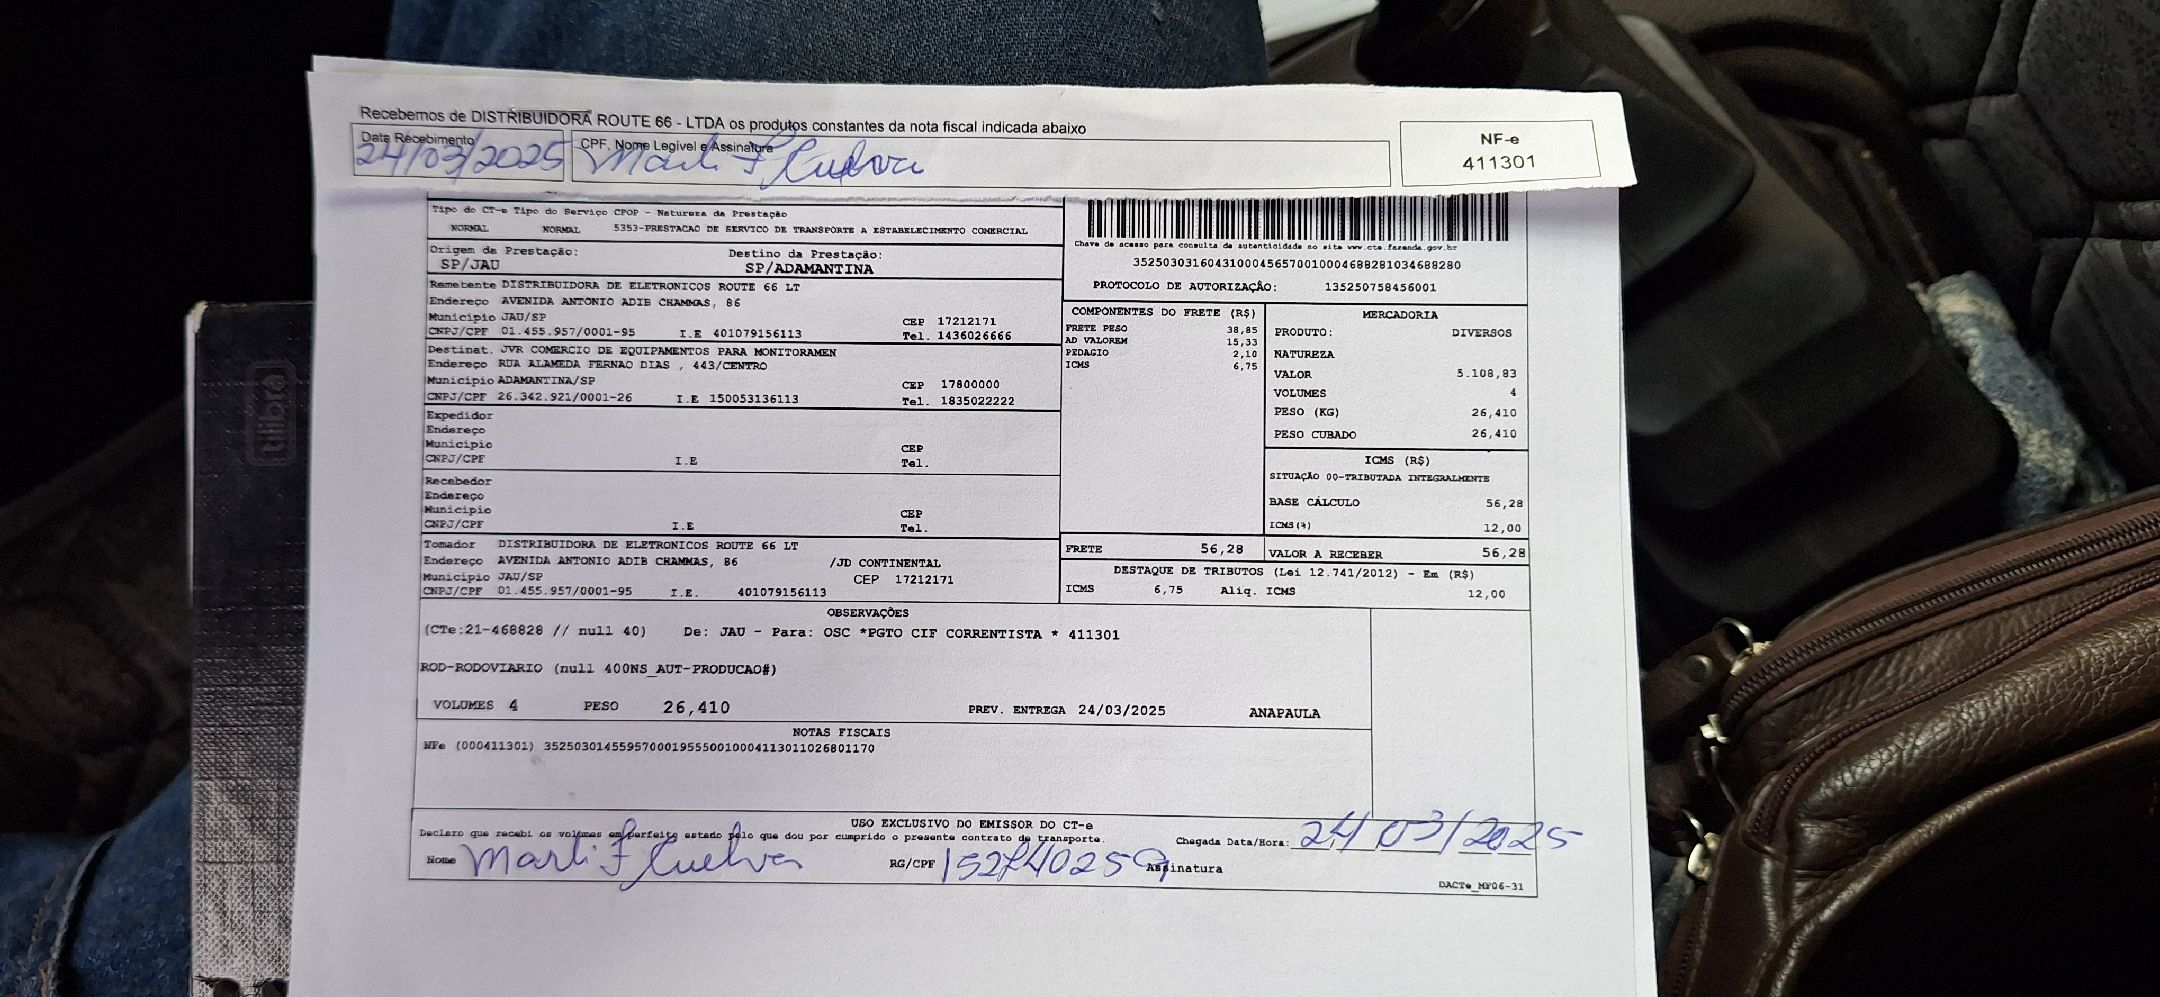 Recebemos de DISTRIBUIDORA ROUTE 66 - LTDA os produtos constantes da nota fiscal indicada abaixo
Data Recebimento
24/03/2025
CPF, Nome Legível e Assinatura
Marli F
NF-e
411301
Tipo do CT-e Tipo do Serviço CFOP - Natureza da Prestação
NORMAL NORMAL 5353-PRESTACAO DE SERVICO DE TRANSPORTE A ESTABELECIMENTO COMERCIAL
Origem da Prestação: Destino da Prestação:
SP/JAU SP/ADAMANTINA
Chave de acesso para consulta de autenticidade no site www.cte.fazenda.gov.br
35250303160431000456570010004688281034688280
PROTOCOLO DE AUTORIZAÇÃO: 135250758456001
Remetente DISTRIBUIDORA DE ELETRONICOS ROUTE 66 LT
Endereço AVENIDA ANTONIO ADIB CHAMMAS, 86
Município JAU/SP CEP 17212171
CNPJ/CPF 01.455.957/0001-95 I.E 401079156113 Tel. 1436026666
Destinat. JVR COMERCIO DE EQUIPAMENTOS PARA MONITORAMEN
Endereço RUA ALAMEDA FERNAO DIAS , 443/CENTRO
Município ADAMANTINA/SP CEP 17800000
CNPJ/CPF 26.342.921/0001-26 I.E 150053136113 Tel. 1835022222
Expedidor
Endereço
Município CEP
CNPJ/CPF I.E Tel.
Recebedor
Endereço
Município CEP
CNPJ/CPF I.E Tel.
Tomador DISTRIBUIDORA DE ELETRONICOS ROUTE 66 LT
Endereço AVENIDA ANTONIO ADIB CHAMMAS, 86 /JD CONTINENTAL
Município JAU/SP CEP 17212171
CNPJ/CPF 01.455.957/0001-95 I.E. 401079156113
COMPONENTES DO FRETE (R$)
FRETE PESO 38,85
AD VALOREM 15,33
PEDAGIO 2,10
ICMS 6,75
MERCADORIA
PRODUTO: DIVERSOS
NATUREZA
VALOR 5.108,83
VOLUMES 4
PESO (KG) 26,410
PESO CUBADO 26,410
ICMS (R$)
SITUAÇÃO 00-TRIBUTADA INTEGRALMENTE
BASE CÁLCULO 56,28
ICMS(%) 12,00
FRETE 56,28 VALOR A RECEBER 56,28
DESTAQUE DE TRIBUTOS (Lei 12.741/2012) - Em (R$)
ICMS 6,75 Aliq. ICMS 12,00
OBSERVAÇÕES
(CTe:21-468828 // null 40) De: JAU - Para: OSC *PGTO CIF CORRENTISTA * 411301
ROD-RODOVIARIO (null 400NS_AUT-PRODUCAO#)
VOLUMES 4 PESO 26,410 PREV. ENTREGA 24/03/2025 ANAPAULA
NOTAS FISCAIS
NFe (000411301) 35250301455957000195550010004113011026801170
USO EXCLUSIVO DO EMISSOR DO CT-e
Declaro que recebi os volumes em perfeito estado pelo que dou por cumprido o presente contrato de transporte.
Chegada Data/Hora: 24/03/2025
Nome Marli F RG/CPF Assinatura
DACTe_MF06-31
tilibra